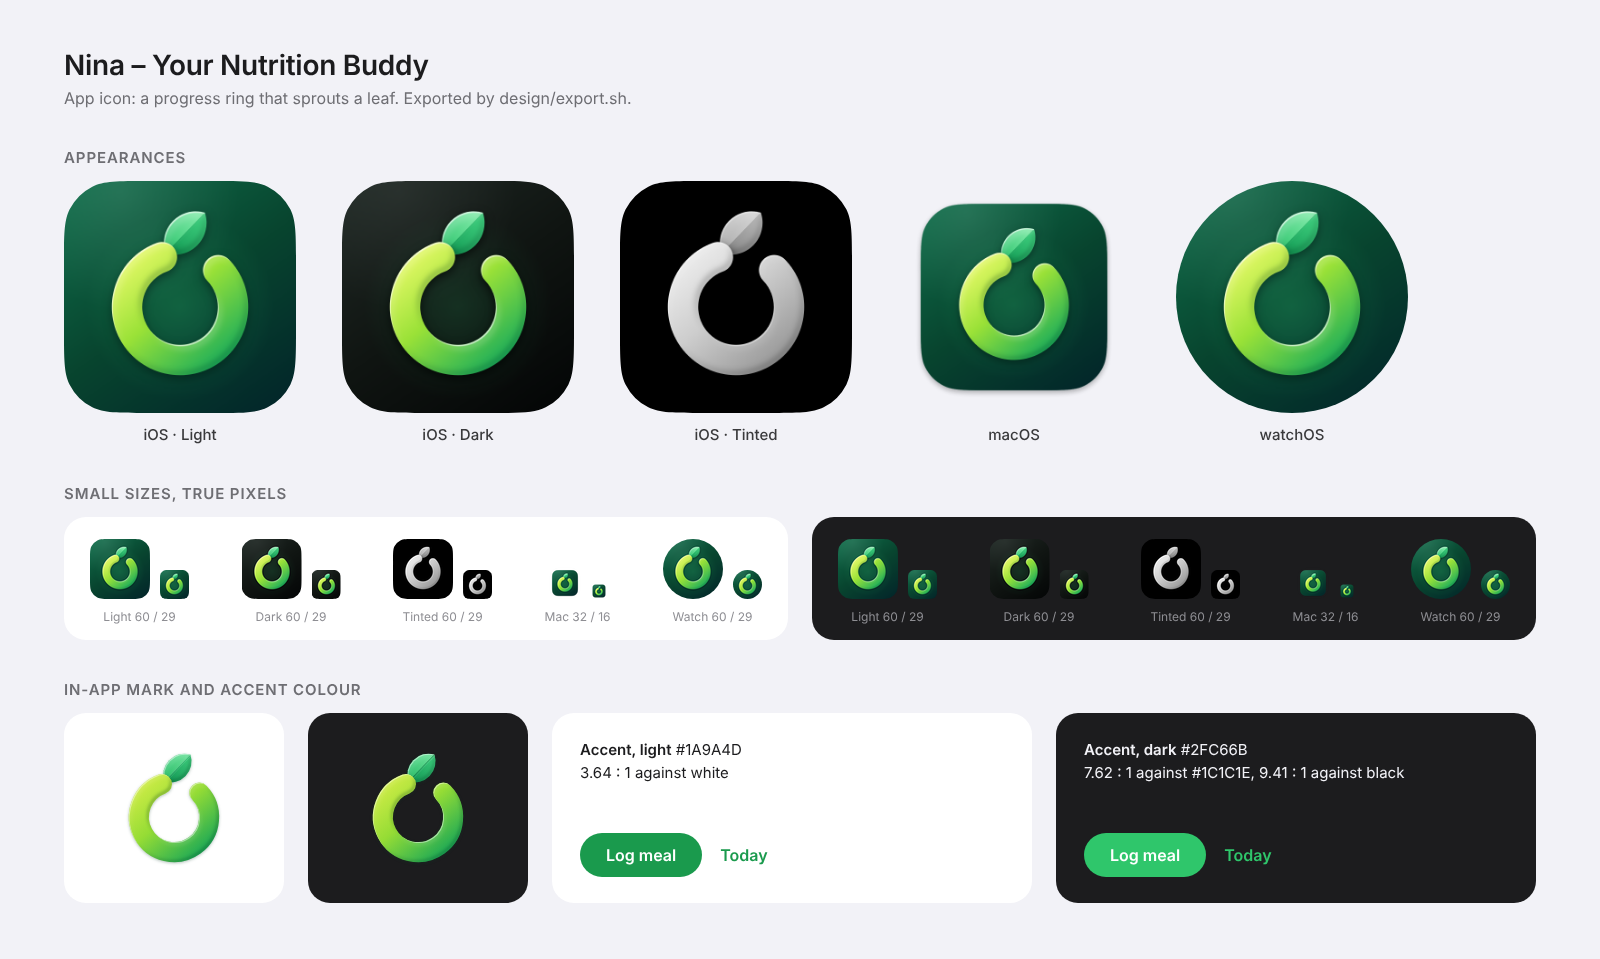 Nina – Your Nutrition Buddy
App icon: a progress ring that sprouts a leaf. Exported by design/export.sh.
APPEARANCES
iOS · Light
iOS · Dark
iOS · Tinted
macOS
watchOS
SMALL SIZES, TRUE PIXELS
Light 60 / 29
Dark 60 / 29
Tinted 60 / 29
Mac 32 / 16
Watch 60 / 29
Light 60 / 29
Dark 60 / 29
Tinted 60 / 29
Mac 32 / 16
Watch 60 / 29
IN-APP MARK AND ACCENT COLOUR
Accent, light #1A9A4D
3.64 : 1 against white
Log meal
Today
Accent, dark #2FC66B
7.62 : 1 against #1C1C1E, 9.41 : 1 against black
Log meal
Today